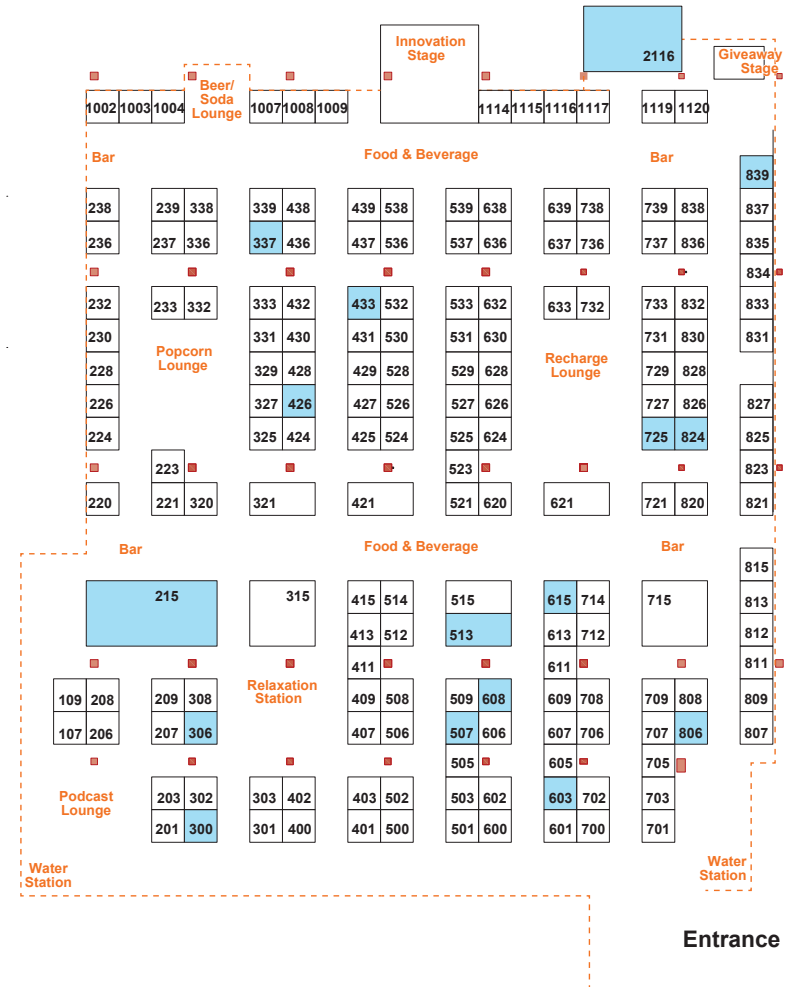 Innovation
Stage
2116
Giveaway
Stage
Beer/
Soda
Lounge
1002 1003 1004 1007 1008 1009 1114 1115 1116 1117 1119 1120
Bar Food & Beverage Bar
839
238 239 338 339 438 439 538 539 638 639 738 739 838 837
236 237 336 337 436 437 536 537 636 637 736 737 836 835
834
232 233 332 333 432 433 532 533 632 633 732 733 832 833
230 331 430 431 530 531 630 731 830 831
Popcorn
Lounge
Recharge
Lounge
228 329 428 429 528 529 628 729 828
226 327 426 427 526 527 626 727 826 827
224 325 424 425 524 525 624 725 824 825
223 523 823
220 221 320 321 421 521 620 621 721 820 821
Bar Food & Beverage Bar
815
215 315 415 514 515 615 714 715 813
413 512 513 613 712 812
411 611 811
Relaxation
Station
109 208 209 308 409 508 509 608 609 708 709 808 809
107 206 207 306 407 506 507 606 607 706 707 806 807
505 605 705
Podcast
Lounge
203 302 303 402 403 502 503 602 603 702 703
201 300 301 400 401 500 501 600 601 700 701
Water
Station
Water
Station
Entrance